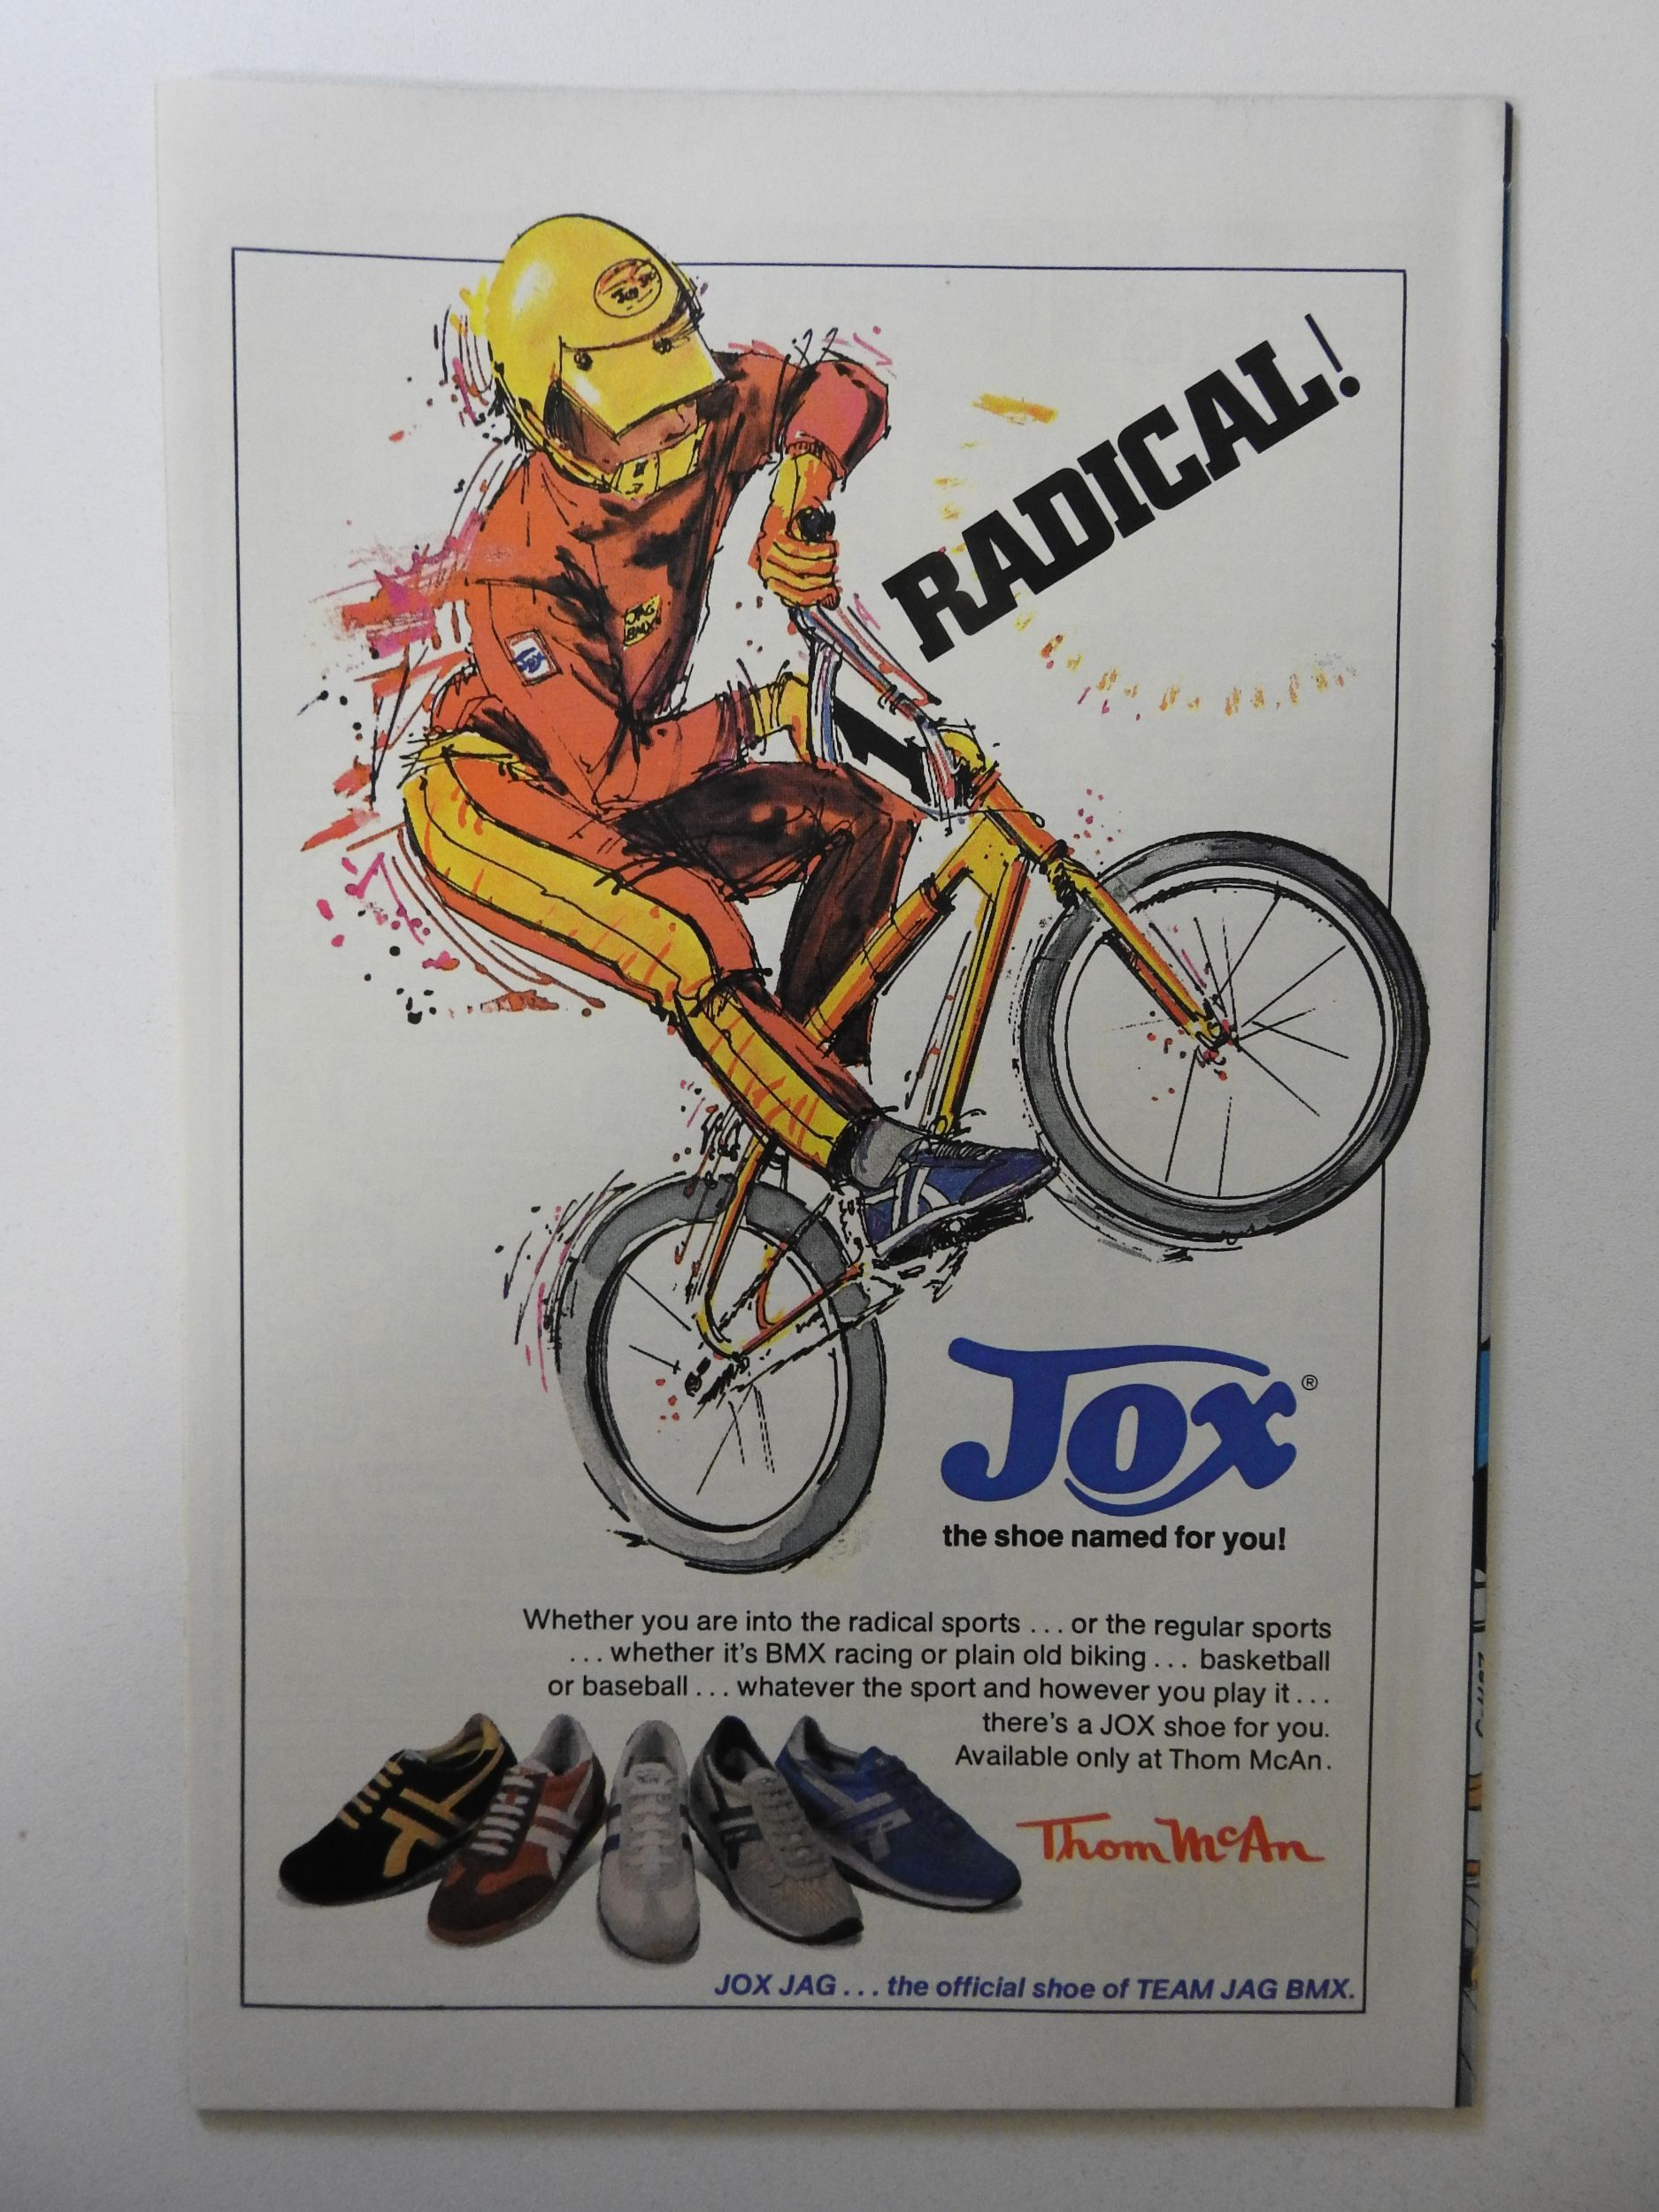 RADICAL!
JAG
BMX
Jox
Jox®
the shoe named for you!
Whether you are into the radical sports ... or the regular sports
... whether it's BMX racing or plain old biking ... basketball
or baseball ... whatever the sport and however you play it ...
there's a JOX shoe for you.
Available only at Thom McAn.
Thom McAn
JOX JAG ... the official shoe of TEAM JAG BMX.